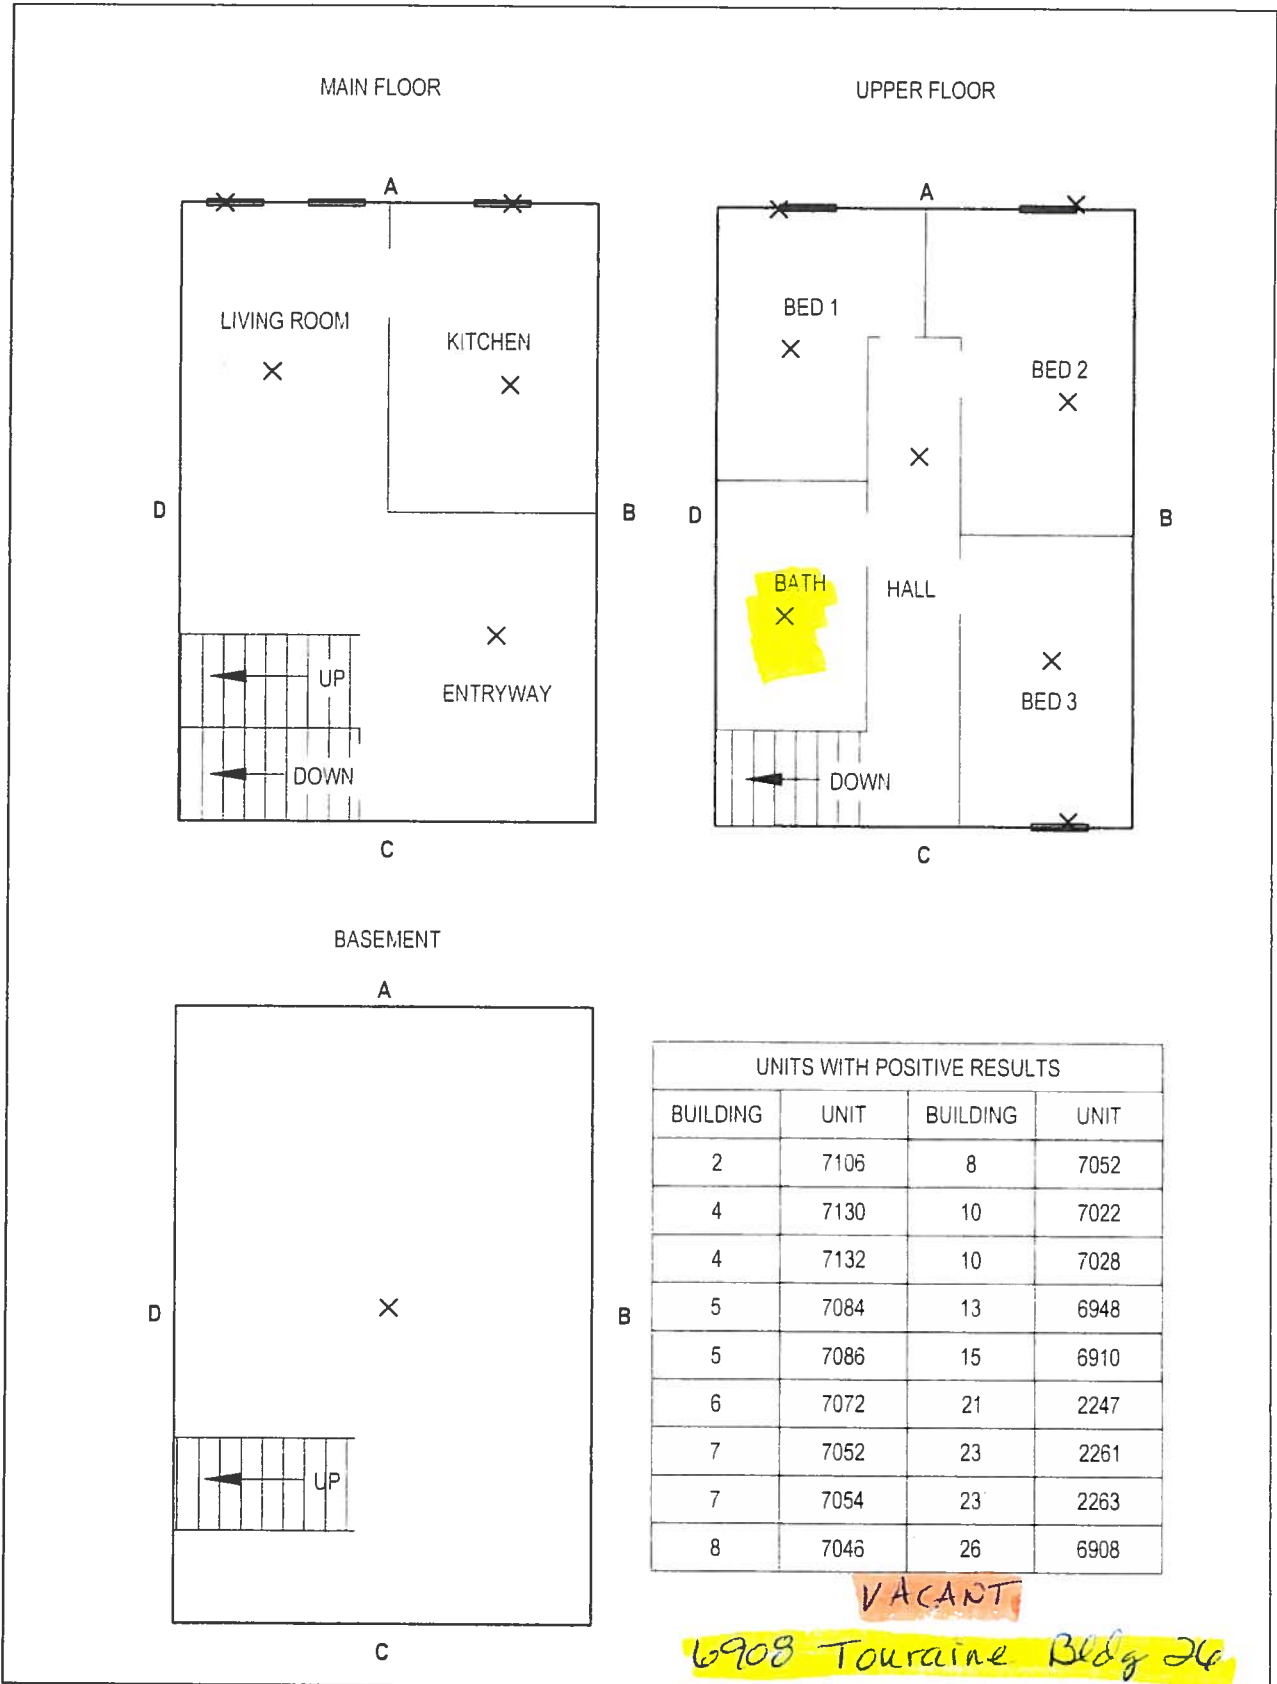 MAIN FLOOR
A
LIVING ROOM
KITCHEN
D
B
UP
ENTRYWAY
DOWN
C
UPPER FLOOR
A
BED 1
BED 2
D
B
BATH
HALL
BED 3
DOWN
C
BASEMENT
A
D
B
UP
C
UNITS WITH POSITIVE RESULTS
BUILDING UNIT BUILDING UNIT
2 7106 8 7052
4 7130 10 7022
4 7132 10 7028
5 7084 13 6948
5 7086 15 6910
6 7072 21 2247
7 7052 23 2261
7 7054 23 2263
8 7046 26 6908
VACANT
6908 Touraine Bldg 26